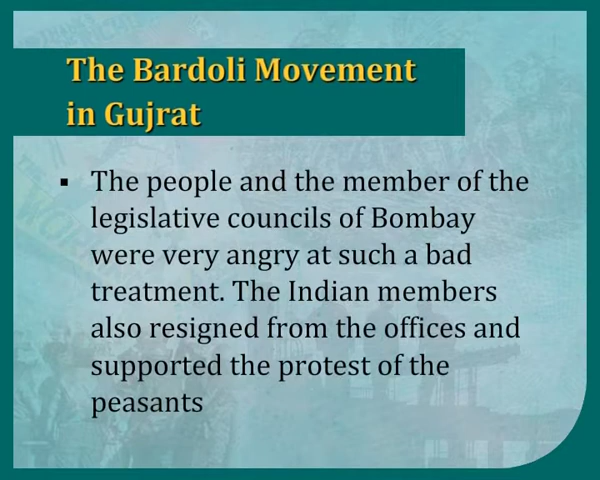 The Bardoli Movement
in Gujrat
▪ The people and the member of the
legislative councils of Bombay
were very angry at such a bad
treatment. The Indian members
also resigned from the offices and
supported the protest of the
peasants